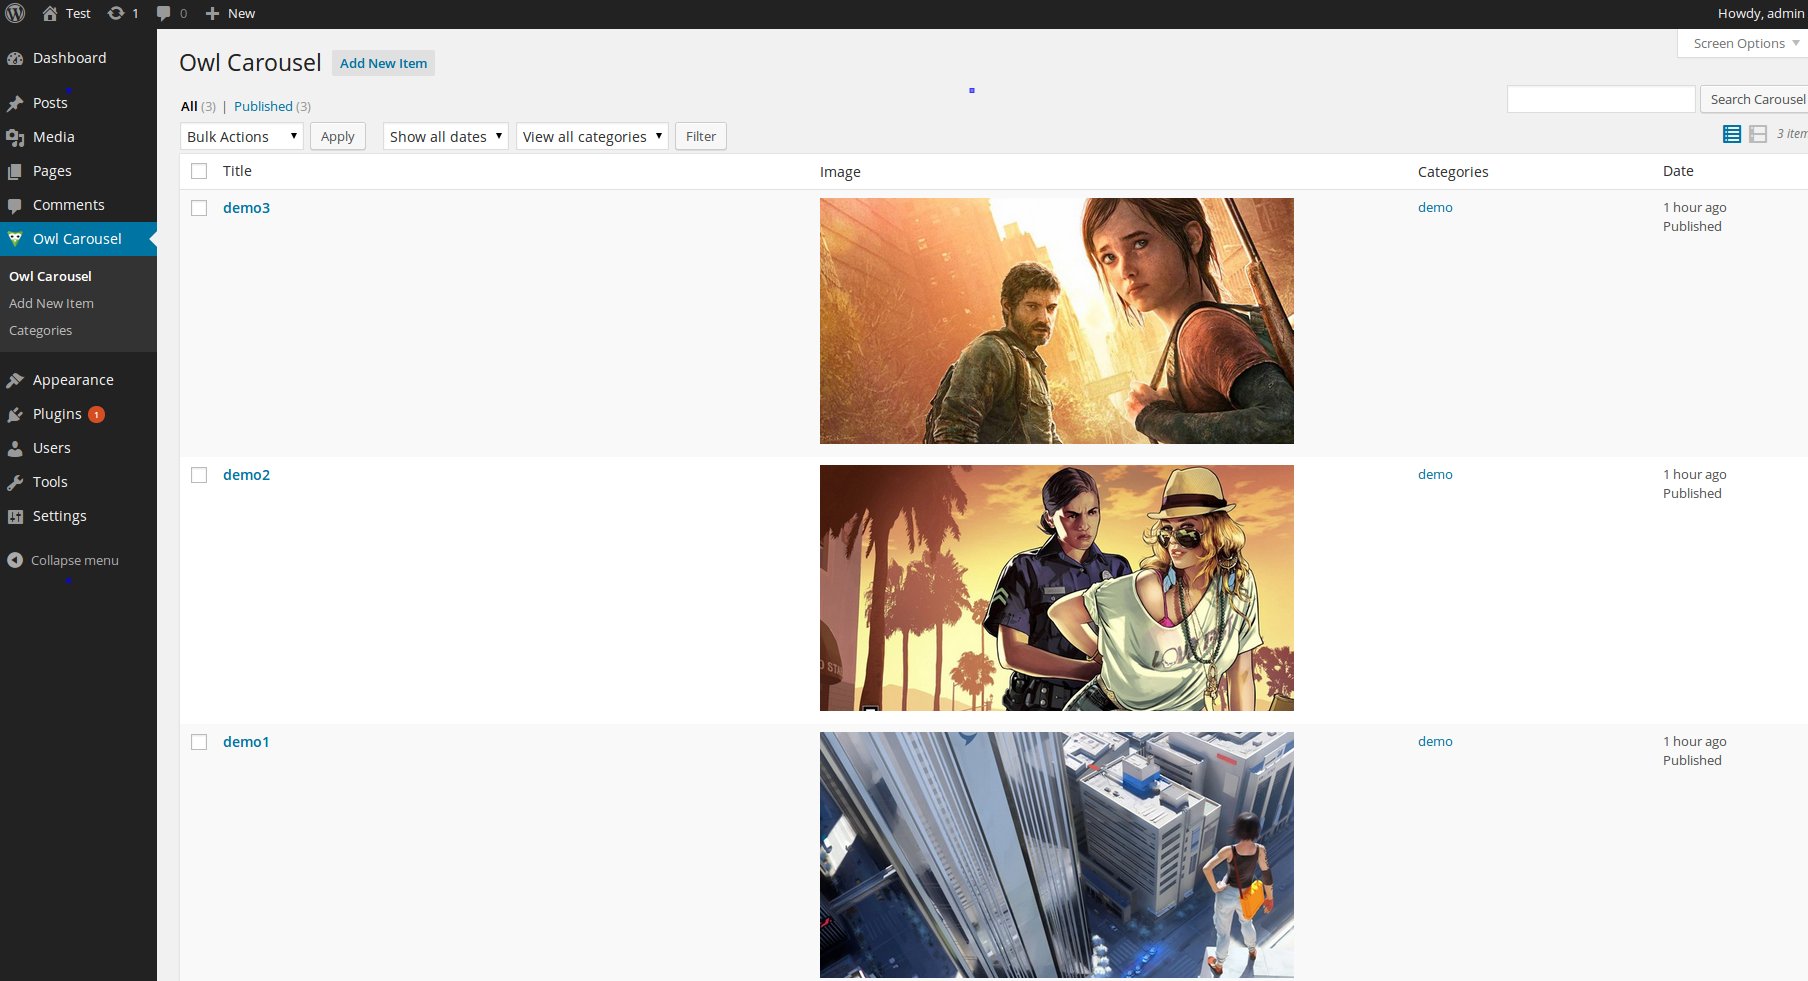 Test 1 0 New
Howdy, admin
Screen Options
Dashboard
Posts
Media
Pages
Comments
Owl Carousel
Owl Carousel
Add New Item
Categories
Appearance
Plugins 1
Users
Tools
Settings
Collapse menu
Owl Carousel Add New Item
All (3) | Published (3)
Search Carousel
Bulk Actions Apply Show all dates View all categories Filter
3 item
Title Image Categories Date
demo3 demo 1 hour ago
Published
demo2 demo 1 hour ago
Published
demo1 demo 1 hour ago
Published